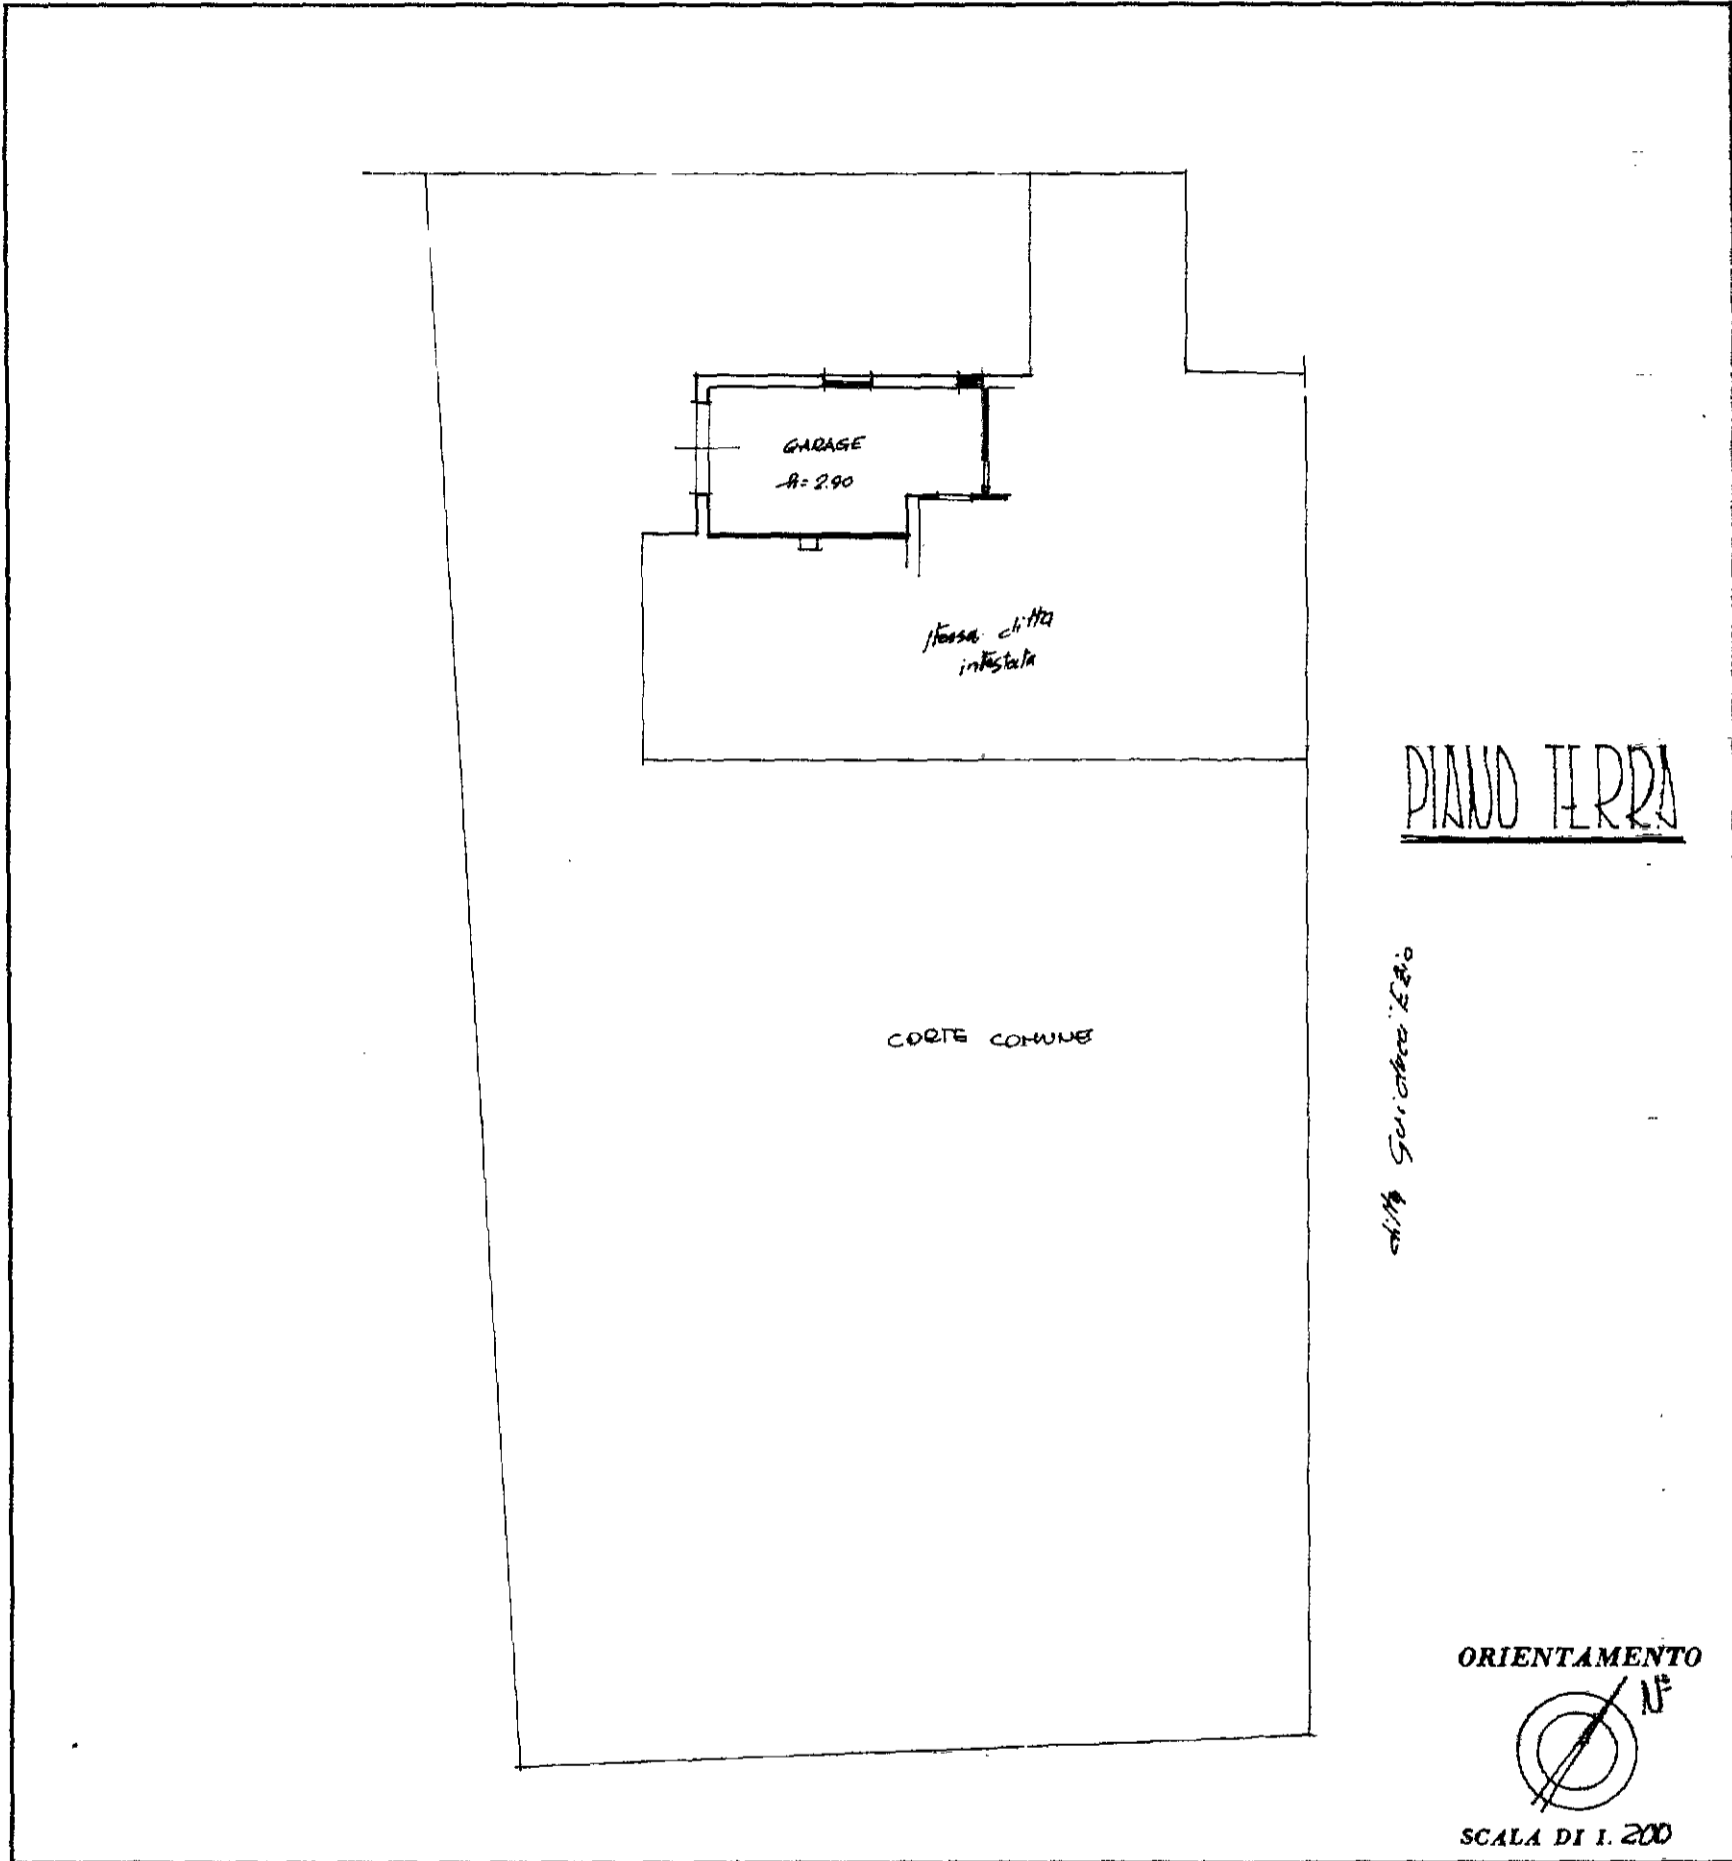 GARAGE
h= 2.90
stessa ditta
intestata
PIANO TERRA
CORTE COMUNE
ditta
ORIENTAMENTO
N
SCALA DI 1. 200